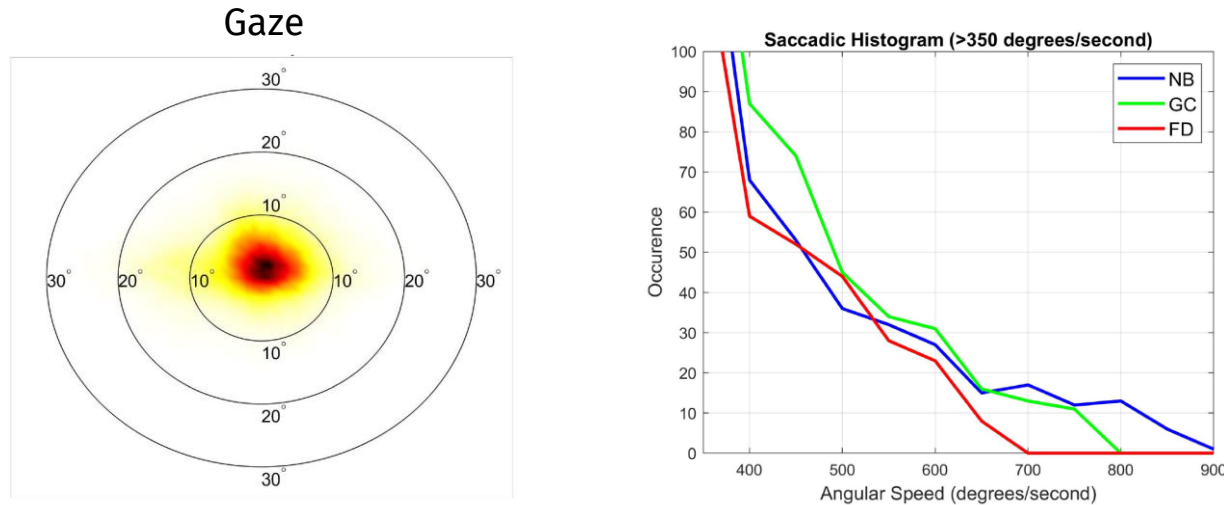 Gaze
30°
20°
10°
30° 20° 10° 10° 20° 30°
10°
20°
30°
Saccadic Histogram (>350 degrees/second)
100
90
80
70
60
50
40
30
20
10
0
Occurence
NB
GC
FD
400 500 600 700 800 900
Angular Speed (degrees/second)